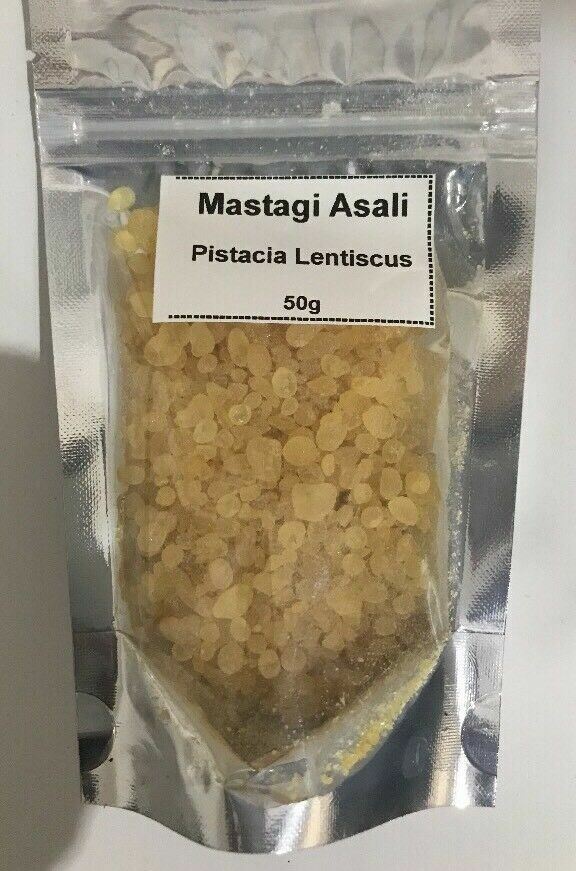 Mastagi Asali
Pistacia Lentiscus
50g